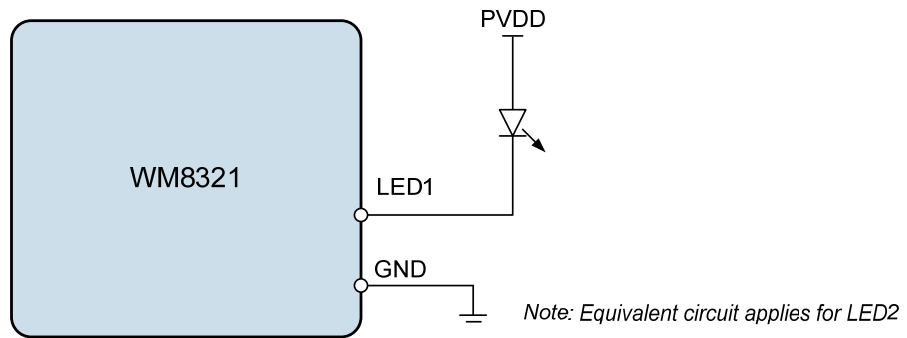 PVDD
WM8321
LED1
GND
Note: Equivalent circuit applies for LED2